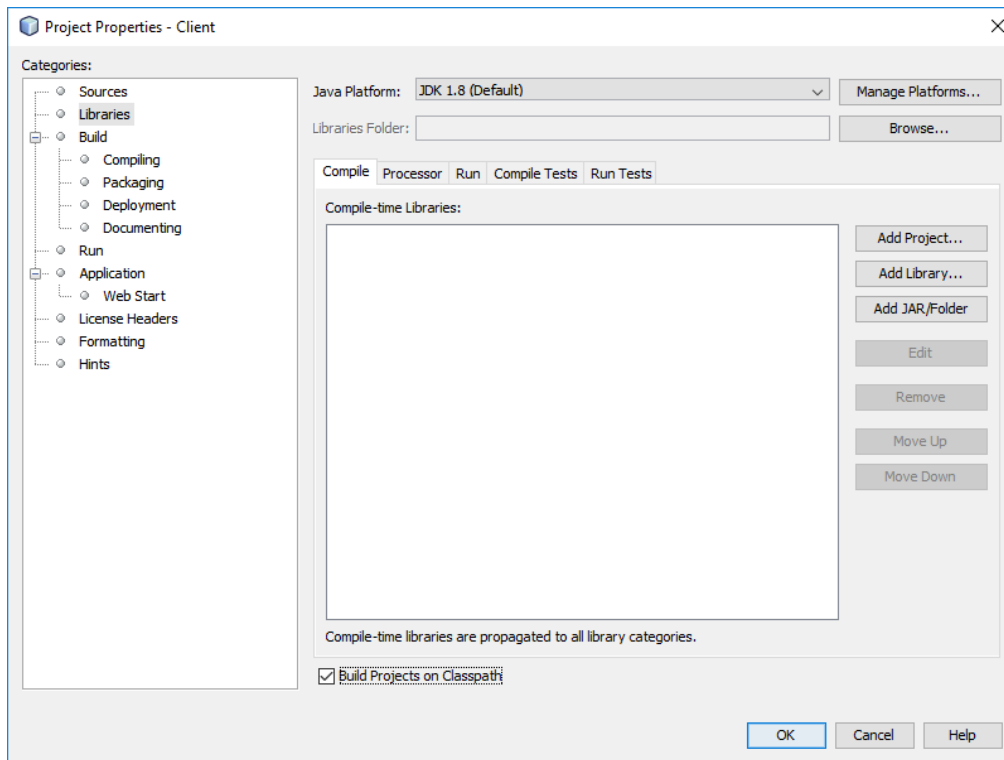 Project Properties - Client
Categories:
Sources
Libraries
Build
Compiling
Packaging
Deployment
Documenting
Run
Application
Web Start
License Headers
Formatting
Hints
Java Platform: JDK 1.8 (Default) Manage Platforms...
Libraries Folder: Browse...
Compile Processor Run Compile Tests Run Tests
Compile-time Libraries:
Add Project...
Add Library...
Add JAR/Folder
Edit
Remove
Move Up
Move Down
Compile-time libraries are propagated to all library categories.
Build Projects on Classpath
OK Cancel Help